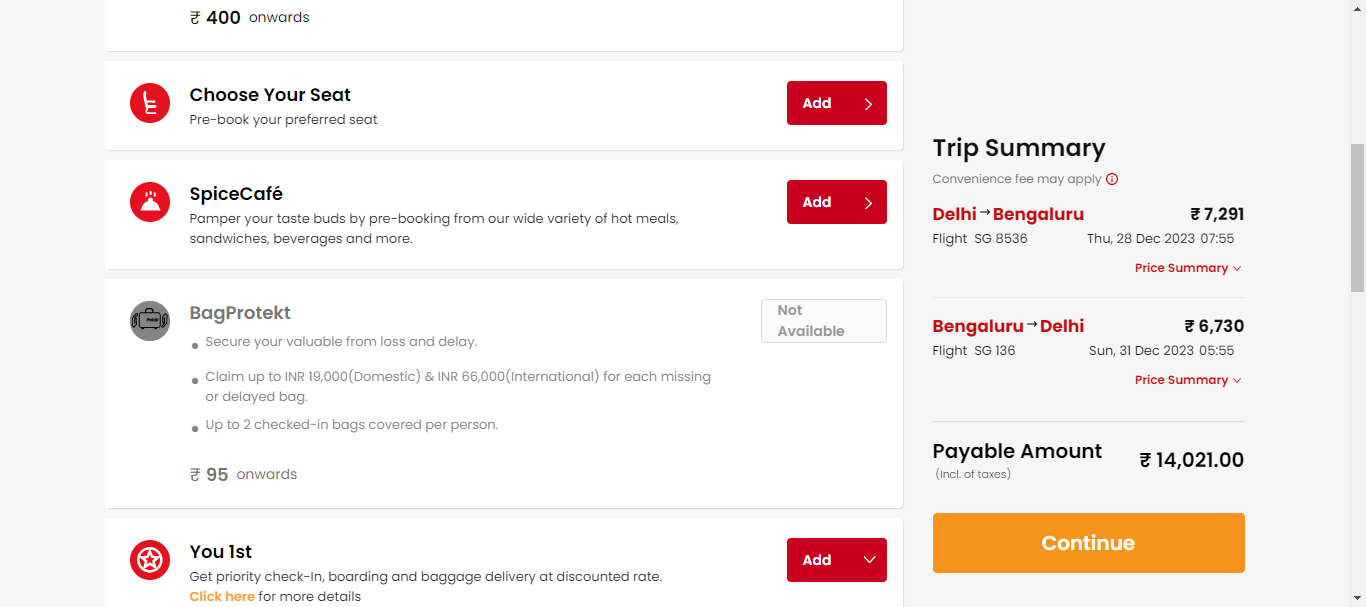 ₹ 400 onwards
Choose Your Seat
Pre-book your preferred seat
Add
SpiceCafé
Pamper your taste buds by pre-booking from our wide variety of hot meals,
sandwiches, beverages and more.
Add
BagProtekt
Secure your valuable from loss and delay.
Claim up to INR 19,000(Domestic) & INR 66,000(International) for each missing
or delayed bag.
Up to 2 checked-in bags covered per person.
₹ 95 onwards
Not
Available
You 1st
Get priority check-In, boarding and baggage delivery at discounted rate.
Click here for more details
Add
Trip Summary
Convenience fee may apply
Delhi → Bengaluru ₹ 7,291
Flight SG 8536 Thu, 28 Dec 2023 07:55
Price Summary
Bengaluru → Delhi ₹ 6,730
Flight SG 136 Sun, 31 Dec 2023 05:55
Price Summary
Payable Amount ₹ 14,021.00
(Incl. of taxes)
Continue